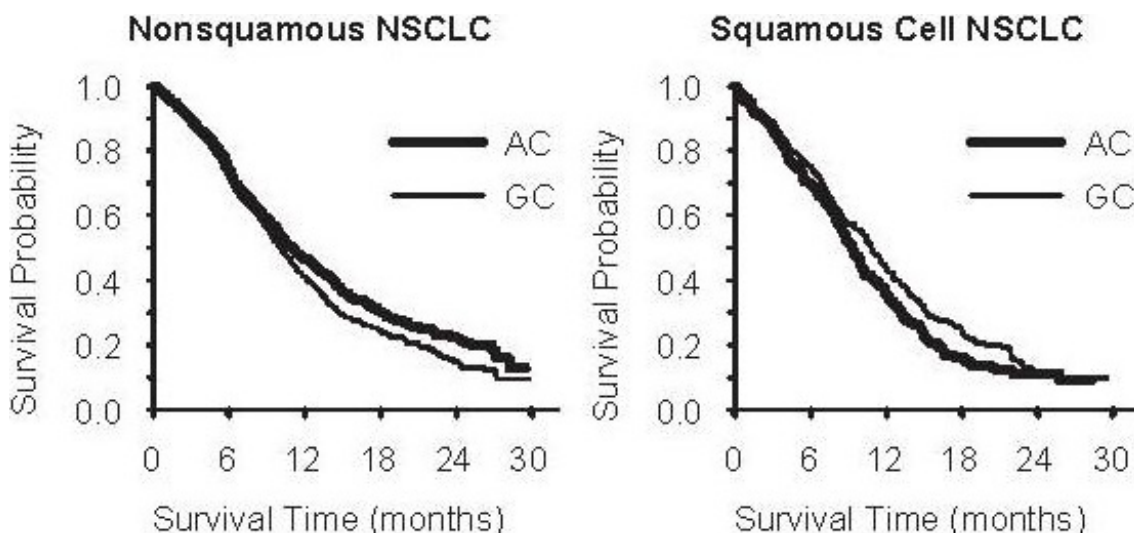 Nonsquamous NSCLC
Survival Probability
1.0
0.8
0.6
0.4
0.2
0.0
AC
GC
0 6 12 18 24 30
Survival Time (months)
Squamous Cell NSCLC
Survival Probability
1.0
0.8
0.6
0.4
0.2
0.0
AC
GC
0 6 12 18 24 30
Survival Time (months)